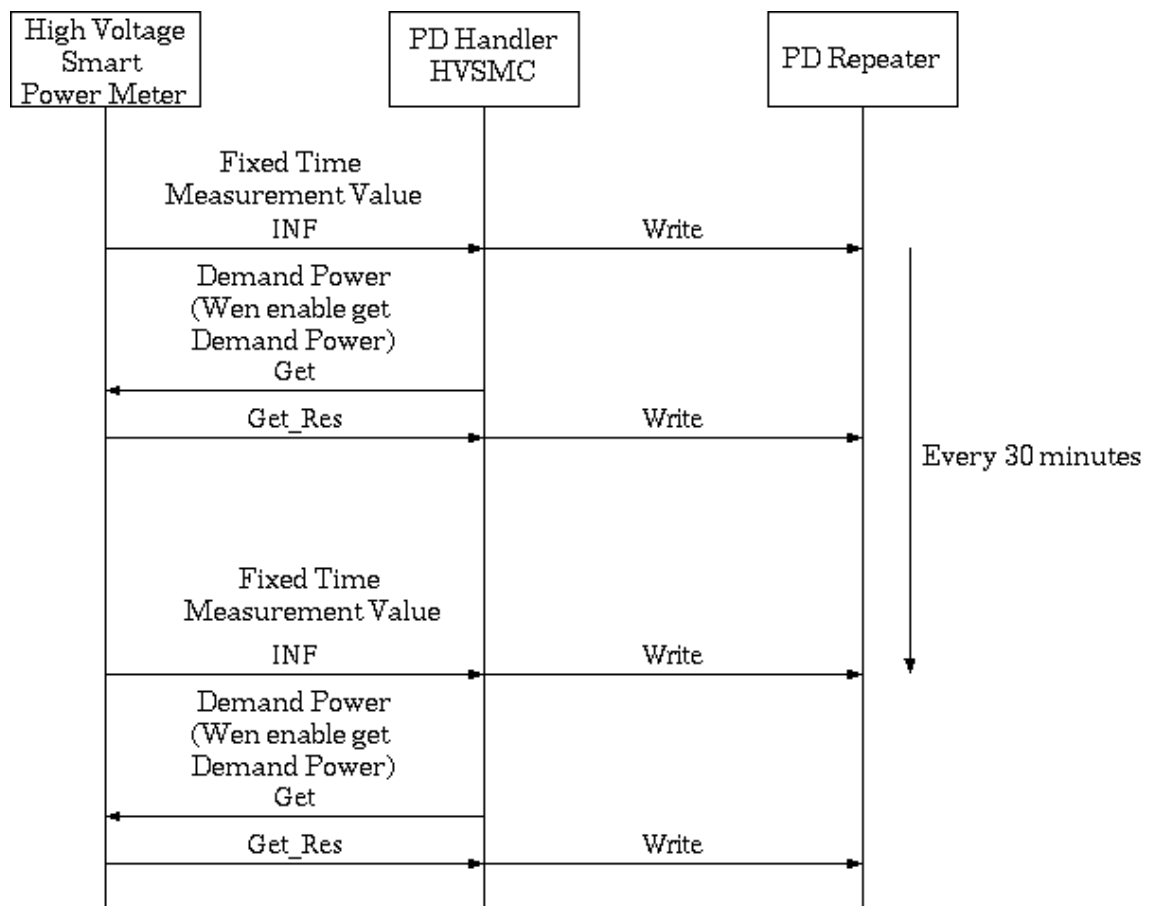 High Voltage
Smart
Power Meter
PD Handler
HVSMC
PD Repeater
Fixed Time
Measurement Value
INF
Write
Demand Power
(Wen enable get
Demand Power)
Get
Get_Res
Write
Every 30 minutes
Fixed Time
Measurement Value
INF
Write
Demand Power
(Wen enable get
Demand Power)
Get
Get_Res
Write